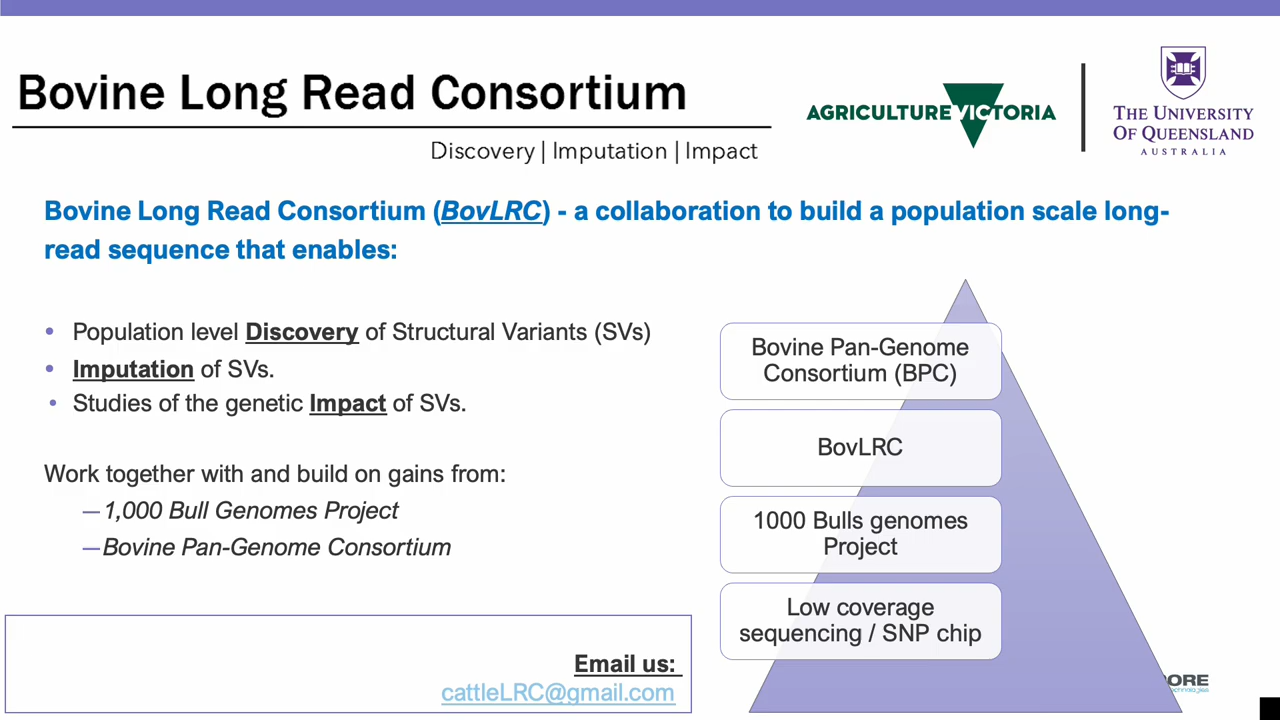 Bovine Long Read Consortium
Discovery | Imputation | Impact
AGRICULTURE VICTORIA
THE UNIVERSITY
OF QUEENSLAND
AUSTRALIA
Bovine Long Read Consortium (BovLRC) - a collaboration to build a population scale long-
read sequence that enables:
• Population level Discovery of Structural Variants (SVs)
• Imputation of SVs.
• Studies of the genetic Impact of SVs.
Work together with and build on gains from:
—1,000 Bull Genomes Project
—Bovine Pan-Genome Consortium
Email us:
cattleLRC@gmail.com
Bovine Pan-Genome
Consortium (BPC)
BovLRC
1000 Bulls genomes
Project
Low coverage
sequencing / SNP chip